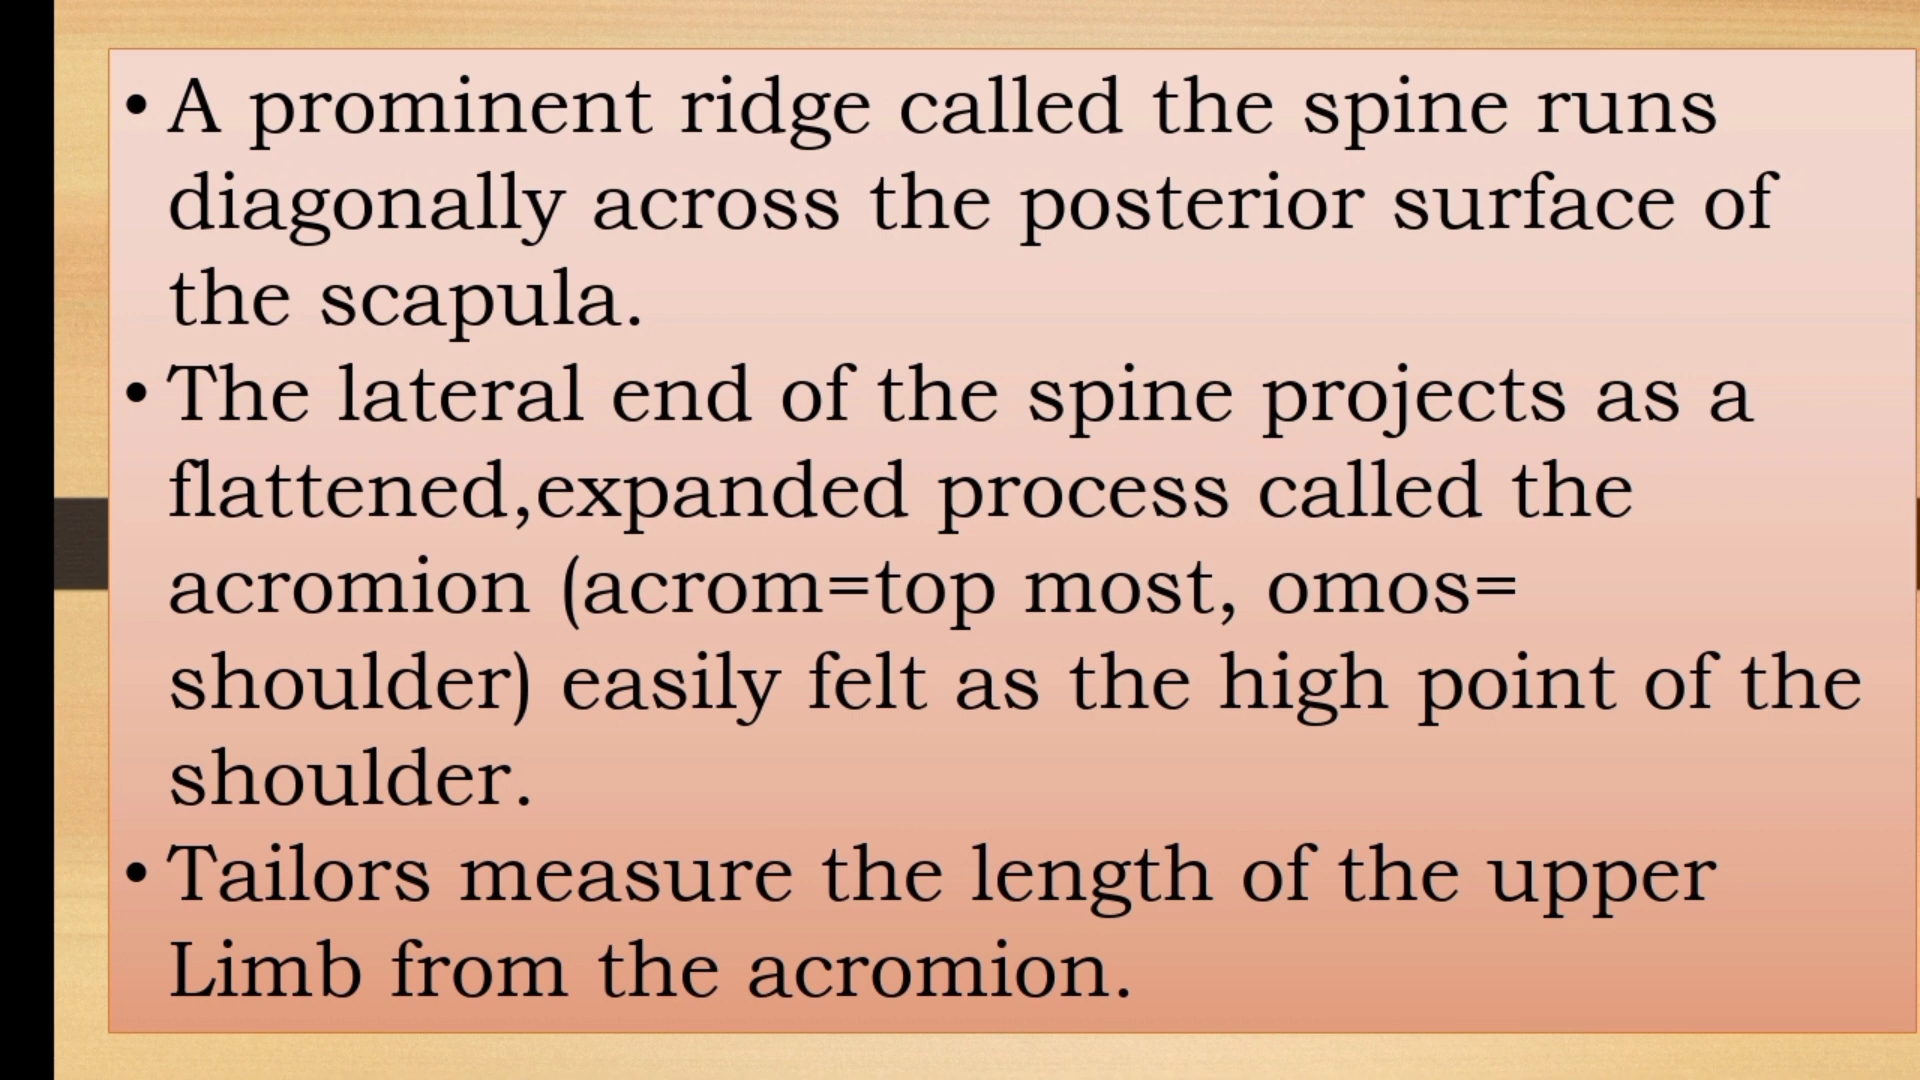 • A prominent ridge called the spine runs
diagonally across the posterior surface of
the scapula.
• The lateral end of the spine projects as a
flattened,expanded process called the
acromion (acrom=top most, omos=
shoulder) easily felt as the high point of the
shoulder.
• Tailors measure the length of the upper
Limb from the acromion.